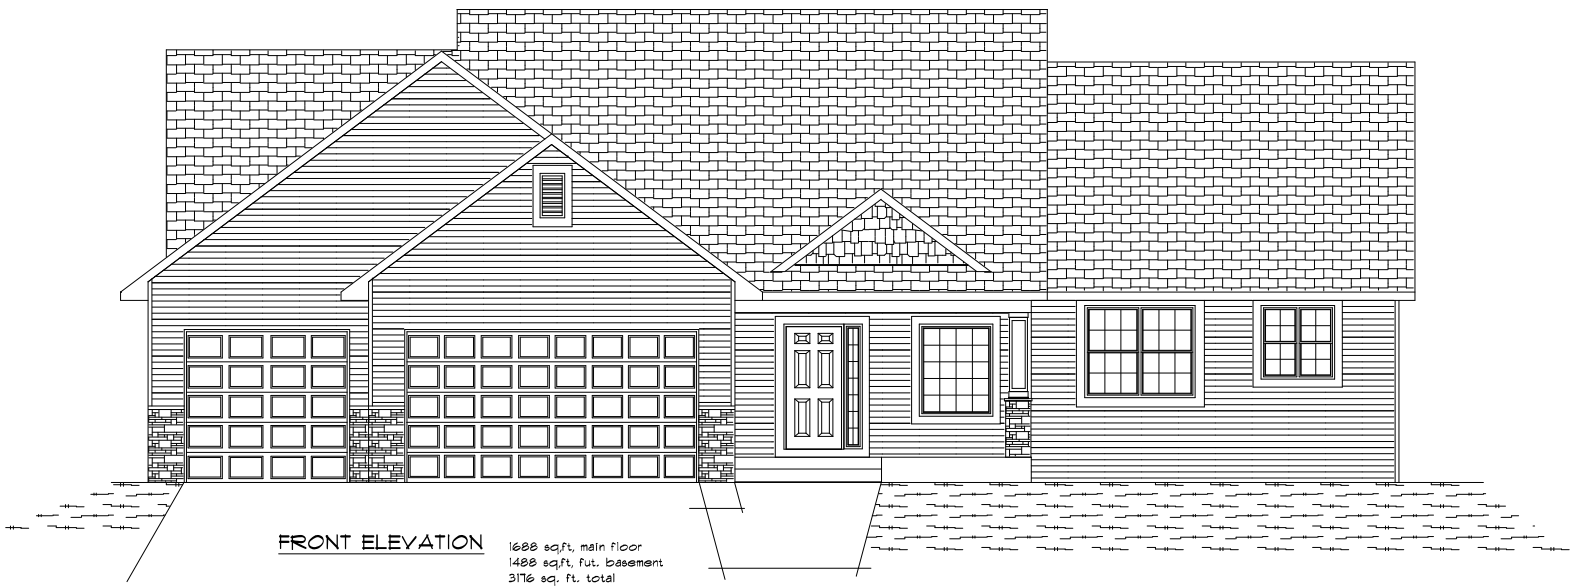 FRONT ELEVATION
1688 sq.ft, main floor
1488 sq.ft, fut. basement
3176 sq. ft. total